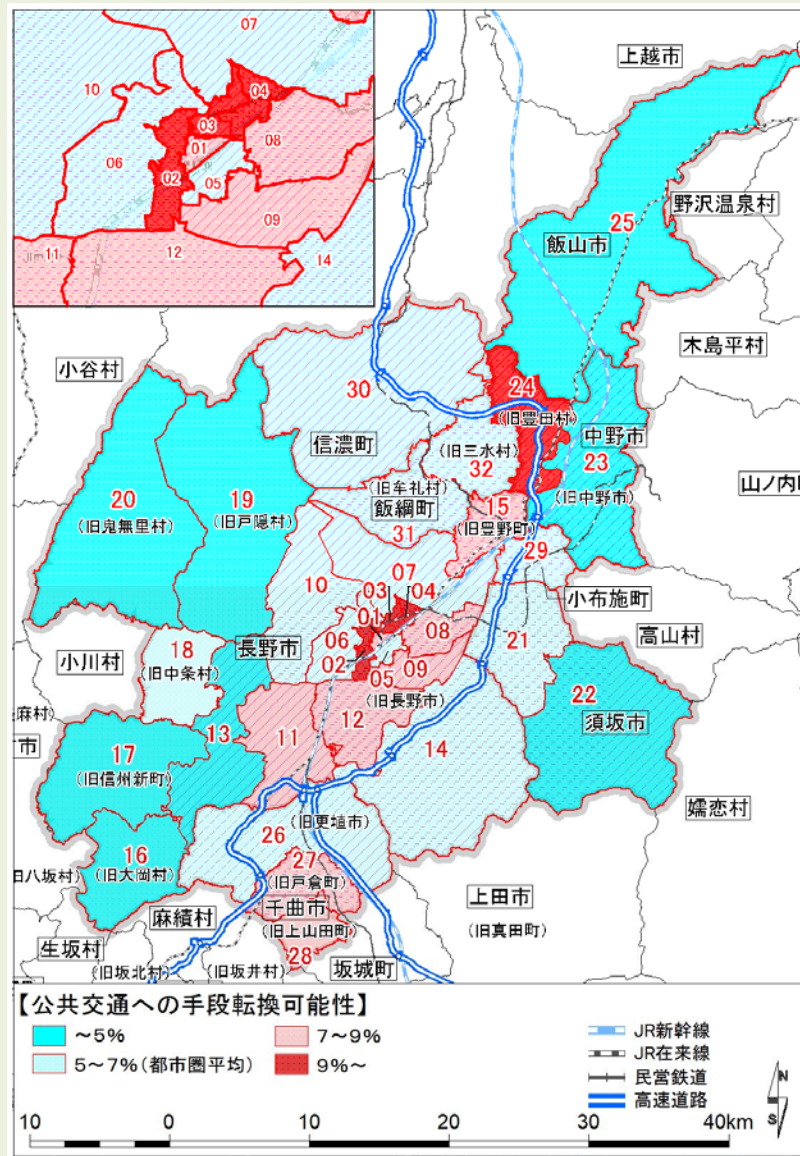 07
10
04
03
01
08
06
02
05
09
11
12
14
上越市
野沢温泉村
25
飯山市
木島平村
小谷村
30
24
(旧豊田村)
中野市
信濃町
(旧三水村)
32
23
(旧中野市)
山ノ内
20
(旧鬼無里村)
19
(旧戸隠村)
(旧牟礼村)
飯綱町
15
(旧豊野町)
31
29
10
07
03
04
小布施町
01
08
高山村
18
(旧中条村)
長野市
06
21
小川村
02
05
09
(旧長野市)
22
須坂市
麻村)
市
13
11
12
14
17
(旧信州新町)
嬬恋村
26
(旧更埴市)
16
(旧大岡村)
27
(旧戸倉町)
旧八坂村)
千曲市
上田市
麻績村
(旧上山田町)
(旧真田町)
生坂村
28
(旧坂北村)
(旧坂井村)
坂城町
【公共交通への手段転換可能性】
～5%
7～9%
5～7%(都市圏平均)
9%～
JR新幹線
JR在来線
民営鉄道
高速道路
N
S
10
0
10
20
30
40km